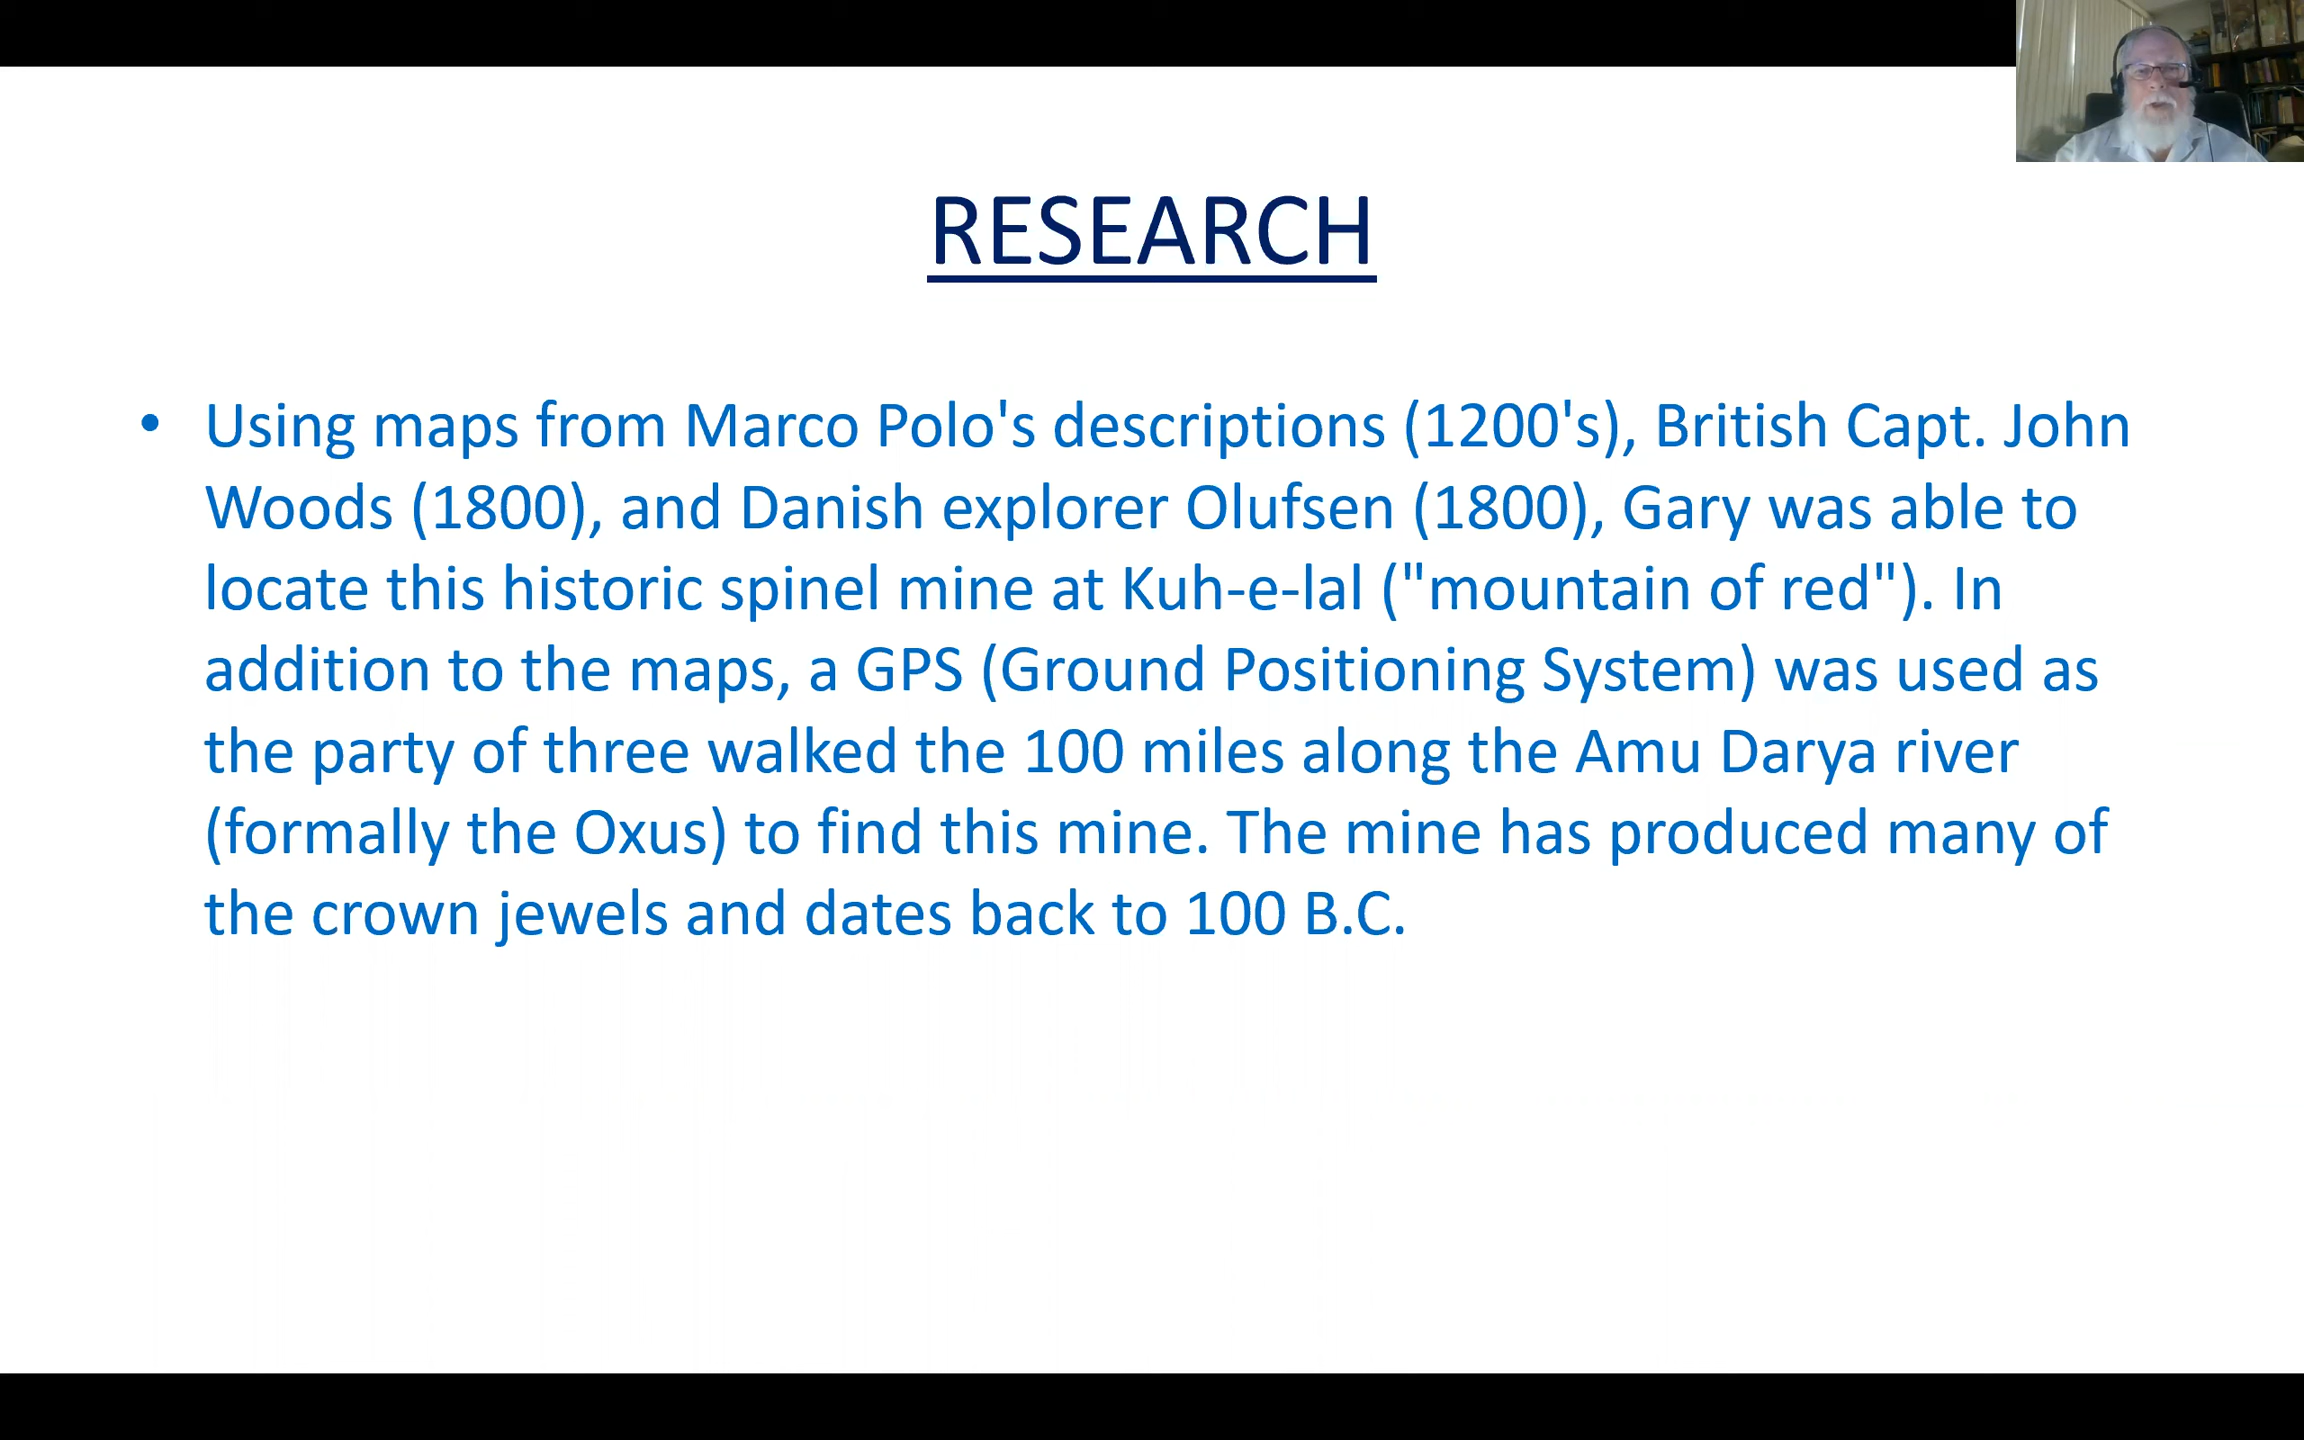 RESEARCH
• Using maps from Marco Polo's descriptions (1200's), British Capt. John
Woods (1800), and Danish explorer Olufsen (1800), Gary was able to
locate this historic spinel mine at Kuh-e-lal ("mountain of red"). In
addition to the maps, a GPS (Ground Positioning System) was used as
the party of three walked the 100 miles along the Amu Darya river
(formally the Oxus) to find this mine. The mine has produced many of
the crown jewels and dates back to 100 B.C.